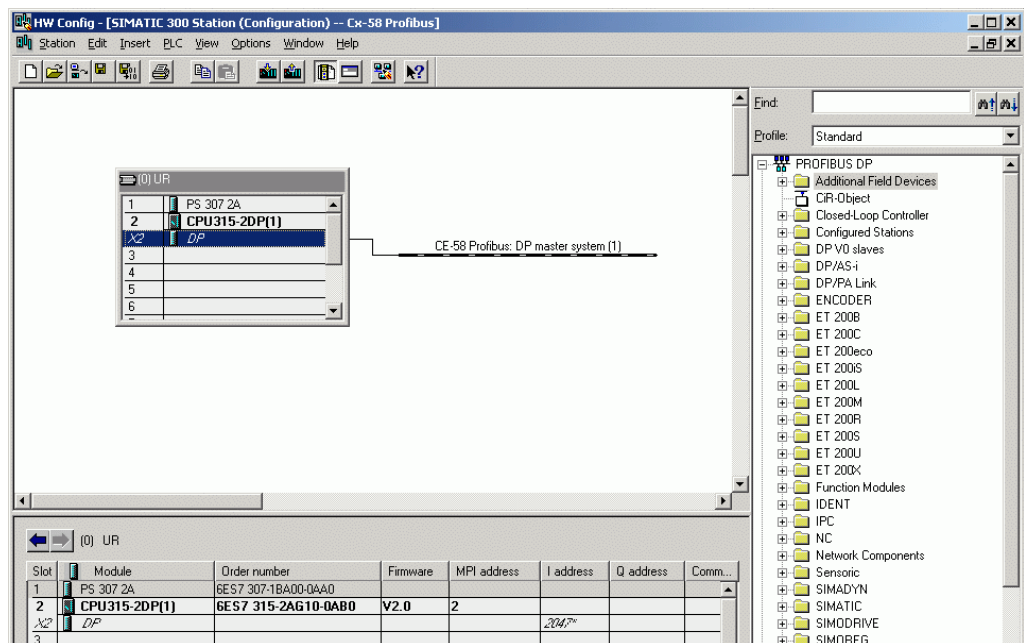 HW Config - [SIMATIC 300 Station (Configuration) -- Cx-58 Profibus]
Station Edit Insert PLC View Options Window Help
Find:
Profile: Standard
(0) UR
1 PS 307 2A
2 CPU315-2DP(1)
X2 DP
3
4
5
6
CE-58 Profibus: DP master system (1)
PROFIBUS DP
Additional Field Devices
CiR-Object
Closed-Loop Controller
Configured Stations
DP V0 slaves
DP/AS-i
DP/PA Link
ENCODER
ET 200B
ET 200C
ET 200eco
ET 200iS
ET 200L
ET 200M
ET 200R
ET 200S
ET 200U
ET 200X
Function Modules
IDENT
IPC
NC
Network Components
Sensoric
SIMADYN
SIMATIC
SIMODRIVE
SIMOREG
(0) UR
Slot Module Order number Firmware MPI address I address Q address Comm...
1 PS 307 2A 6ES7 307-1BA00-0AA0
2 CPU315-2DP(1) 6ES7 315-2AG10-0AB0 V2.0 2
X2 DP 2047*
3